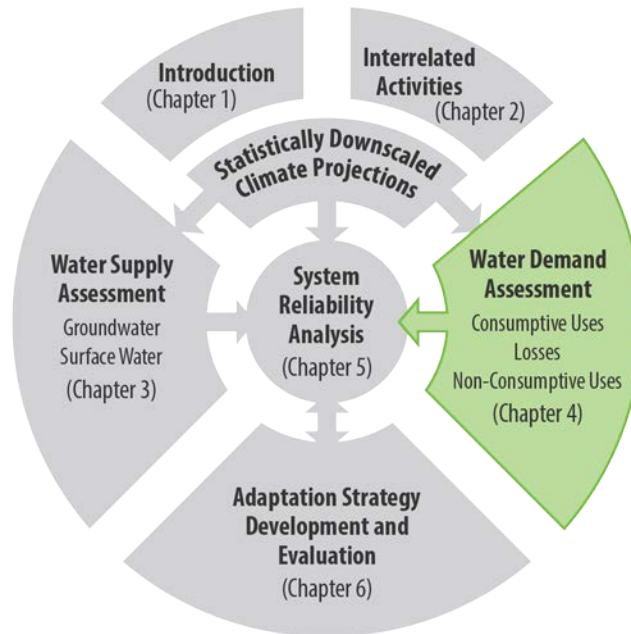 Introduction
(Chapter 1)
Interrelated
Activities
(Chapter 2)
Statistically Downscaled
Climate Projections
Water Supply
Assessment
Groundwater
Surface Water
(Chapter 3)
System
Reliability
Analysis
(Chapter 5)
Water Demand
Assessment
Consumptive Uses
Losses
Non-Consumptive Uses
(Chapter 4)
Adaptation Strategy
Development and
Evaluation
(Chapter 6)